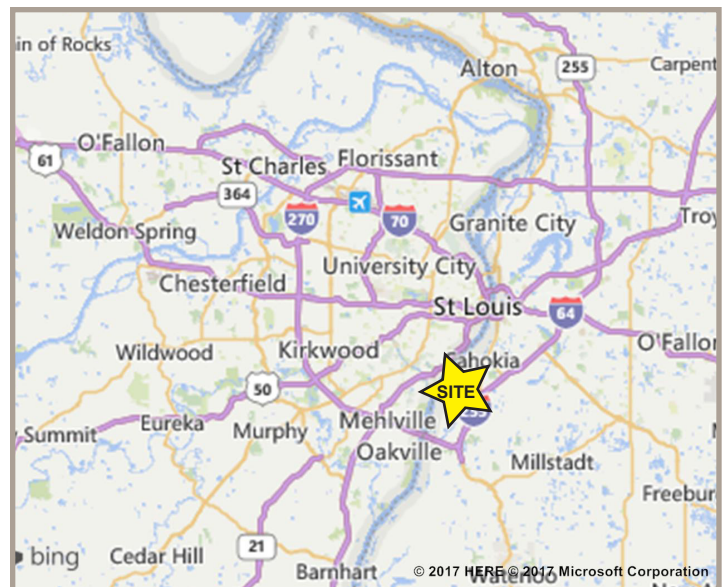 in of Rocks
Alton
255
Carpent
O'Fallon
61
St Charles
Florissant
364
270
70
Granite City
Troy
Weldon Spring
University City
Chesterfield
St Louis
64
O'Fallon
Wildwood
Kirkwood
Cahokia
50
SITE
Eureka
Mehlville
y Summit
Murphy
Oakville
Millstadt
Freebur
21
bing
Cedar Hill
Barnhart
Waterloo
© 2017 HERE © 2017 Microsoft Corporation